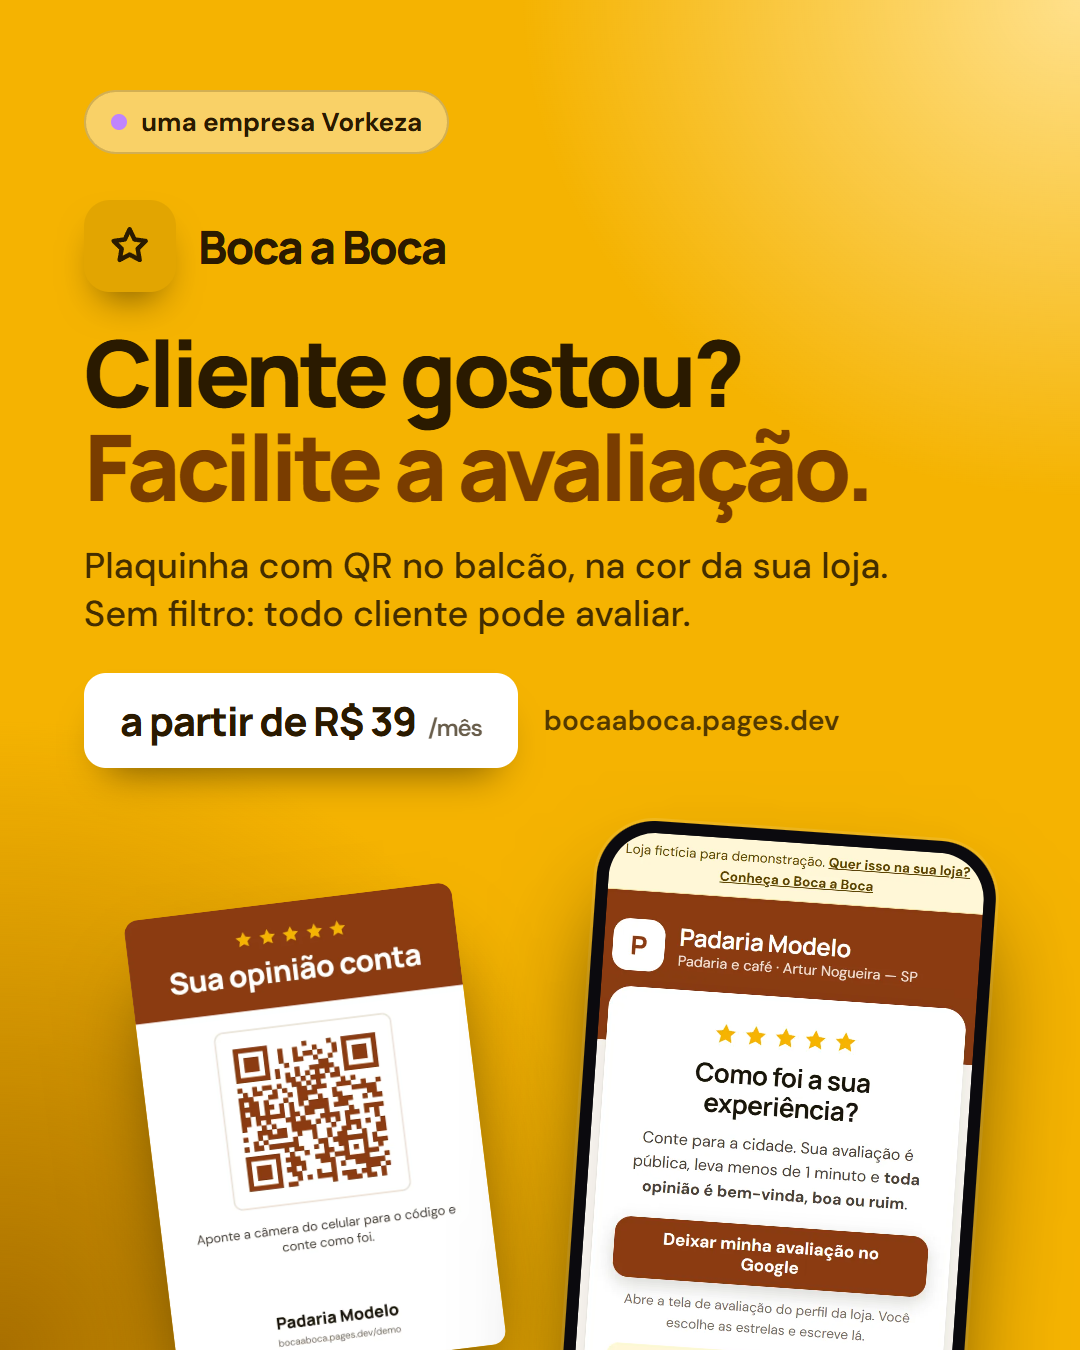 uma empresa Vorkeza
Boca a Boca
Cliente gostou?
Facilite a avaliação.
Plaquinha com QR no balcão, na cor da sua loja.
Sem filtro: todo cliente pode avaliar.
a partir de R$ 39 /mês
bocaaboca.pages.dev
Sua opinião conta
Aponte a câmera do celular para o código e
conte como foi.
Padaria Modelo
bocaaboca.pages.dev/demo
Loja fictícia para demonstração. Quer isso na sua loja?
Conheça o Boca a Boca
P
Padaria Modelo
Padaria e café · Artur Nogueira — SP
Como foi a sua
experiência?
Conte para a cidade. Sua avaliação é
pública, leva menos de 1 minuto e toda
opinião é bem-vinda, boa ou ruim.
Deixar minha avaliação no
Google
Abre a tela de avaliação do perfil da loja. Você
escolhe as estrelas e escreve lá.